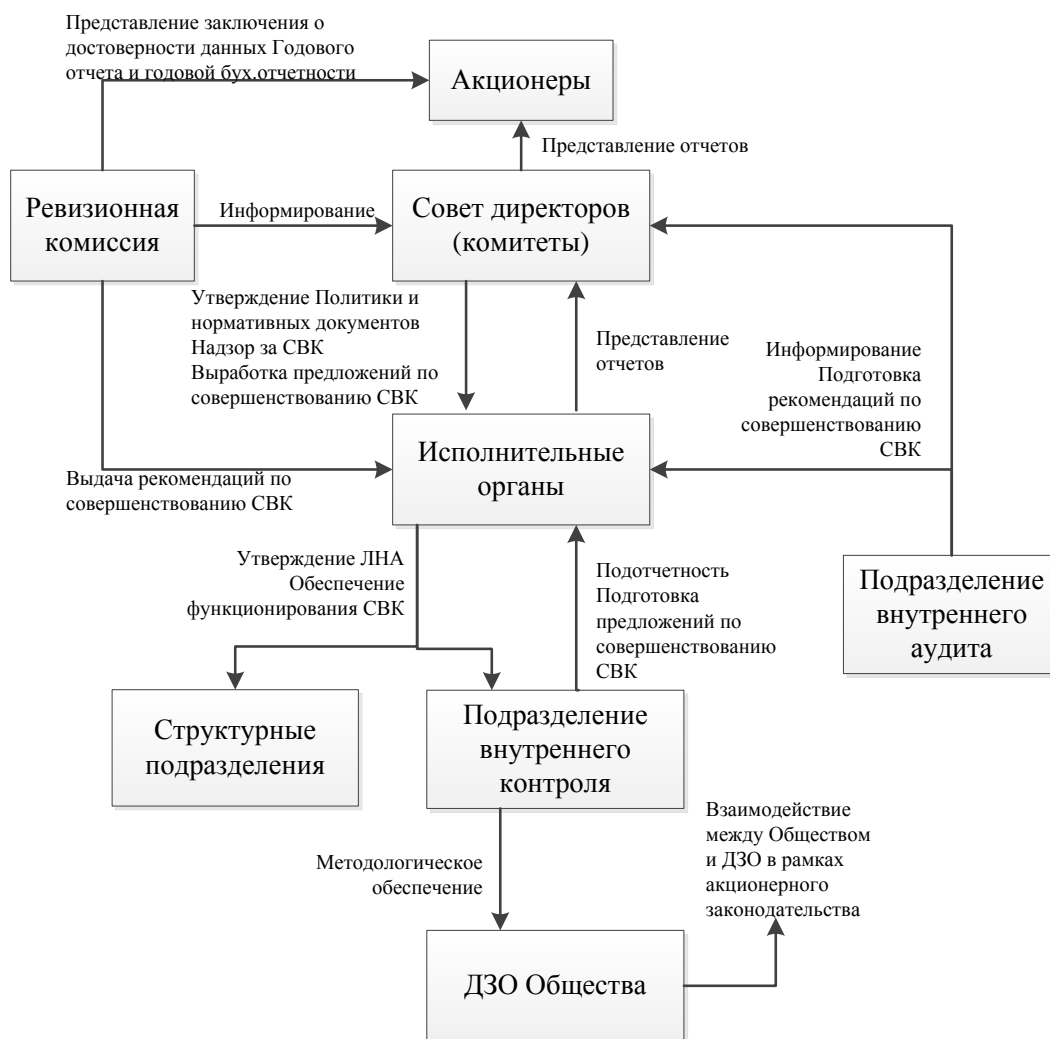 Представление заключения о
достоверности данных Годового
отчета и годовой бух.отчетности
Акционеры
Представление отчетов
Ревизионная
комиссия
Информирование
Совет директоров
(комитеты)
Утверждение Политики и
нормативных документов
Надзор за СВК
Выработка предложений по
совершенствованию СВК
Представление
отчетов
Информирование
Подготовка
рекомендаций по
совершенствованию
СВК
Исполнительные
органы
Выдача рекомендаций по
совершенствованию СВК
Утверждение ЛНА
Обеспечение
функционирования СВК
Подотчетность
Подготовка
предложений по
совершенствованию
СВК
Подразделение
внутреннего
аудита
Структурные
подразделения
Подразделение
внутреннего
контроля
Методологическое
обеспечение
Взаимодействие
между Обществом
и ДЗО в рамках
акционерного
законодательства
ДЗО Общества